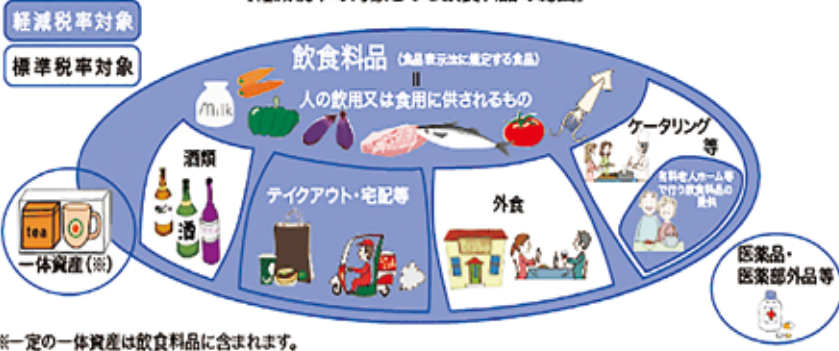 軽減税率対象
標準税率対象
飲食料品（食品表示法に規定する食品）
＝
人の飲用又は食用に供されるもの
Milk
酒類
酒
テイクアウト・宅配等
外食
ケータリング
等
有料老人ホーム等
で行う飲食料品の
提供
tea
一体資産（※）
医薬品・
医薬部外品等
※一定の一体資産は飲食料品に含まれます。